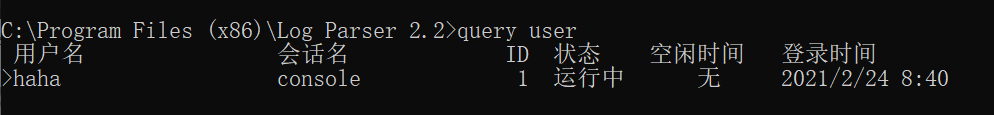 C:\Program Files (x86)\Log Parser 2.2>query user
用户名 会话名 ID 状态 空闲时间 登录时间
>haha console 1 运行中 无 2021/2/24 8:40